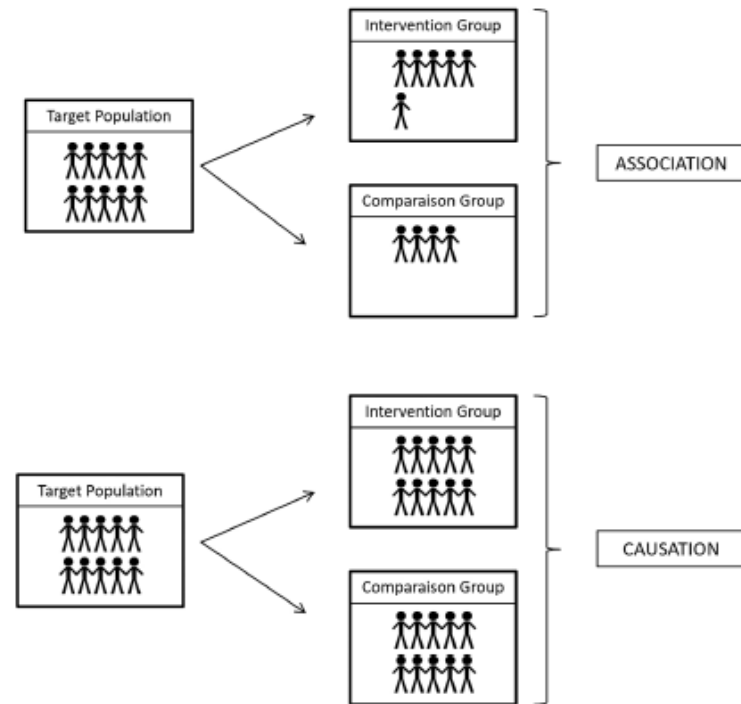 Intervention Group
Target Population
Comparaison Group
ASSOCIATION
Intervention Group
Target Population
Comparaison Group
CAUSATION